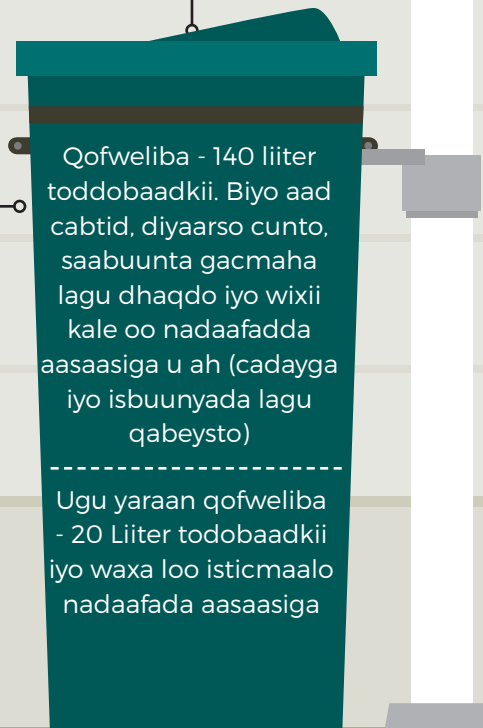 Qofweliba - 140 liiter
toddobaadkii. Biyo aad
cabtid, diyaarso cunto,
saabuunta gacmaha
lagu dhaqdo iyo wixii
kale oo nadaafadda
aasaasiga u ah (cadayga
iyo isbuunyada lagu
qabeysto)
Ugu yaraan qofweliba
- 20 Liiter todobaadkii
iyo waxa loo isticmaalo
nadaafada aasaasiga